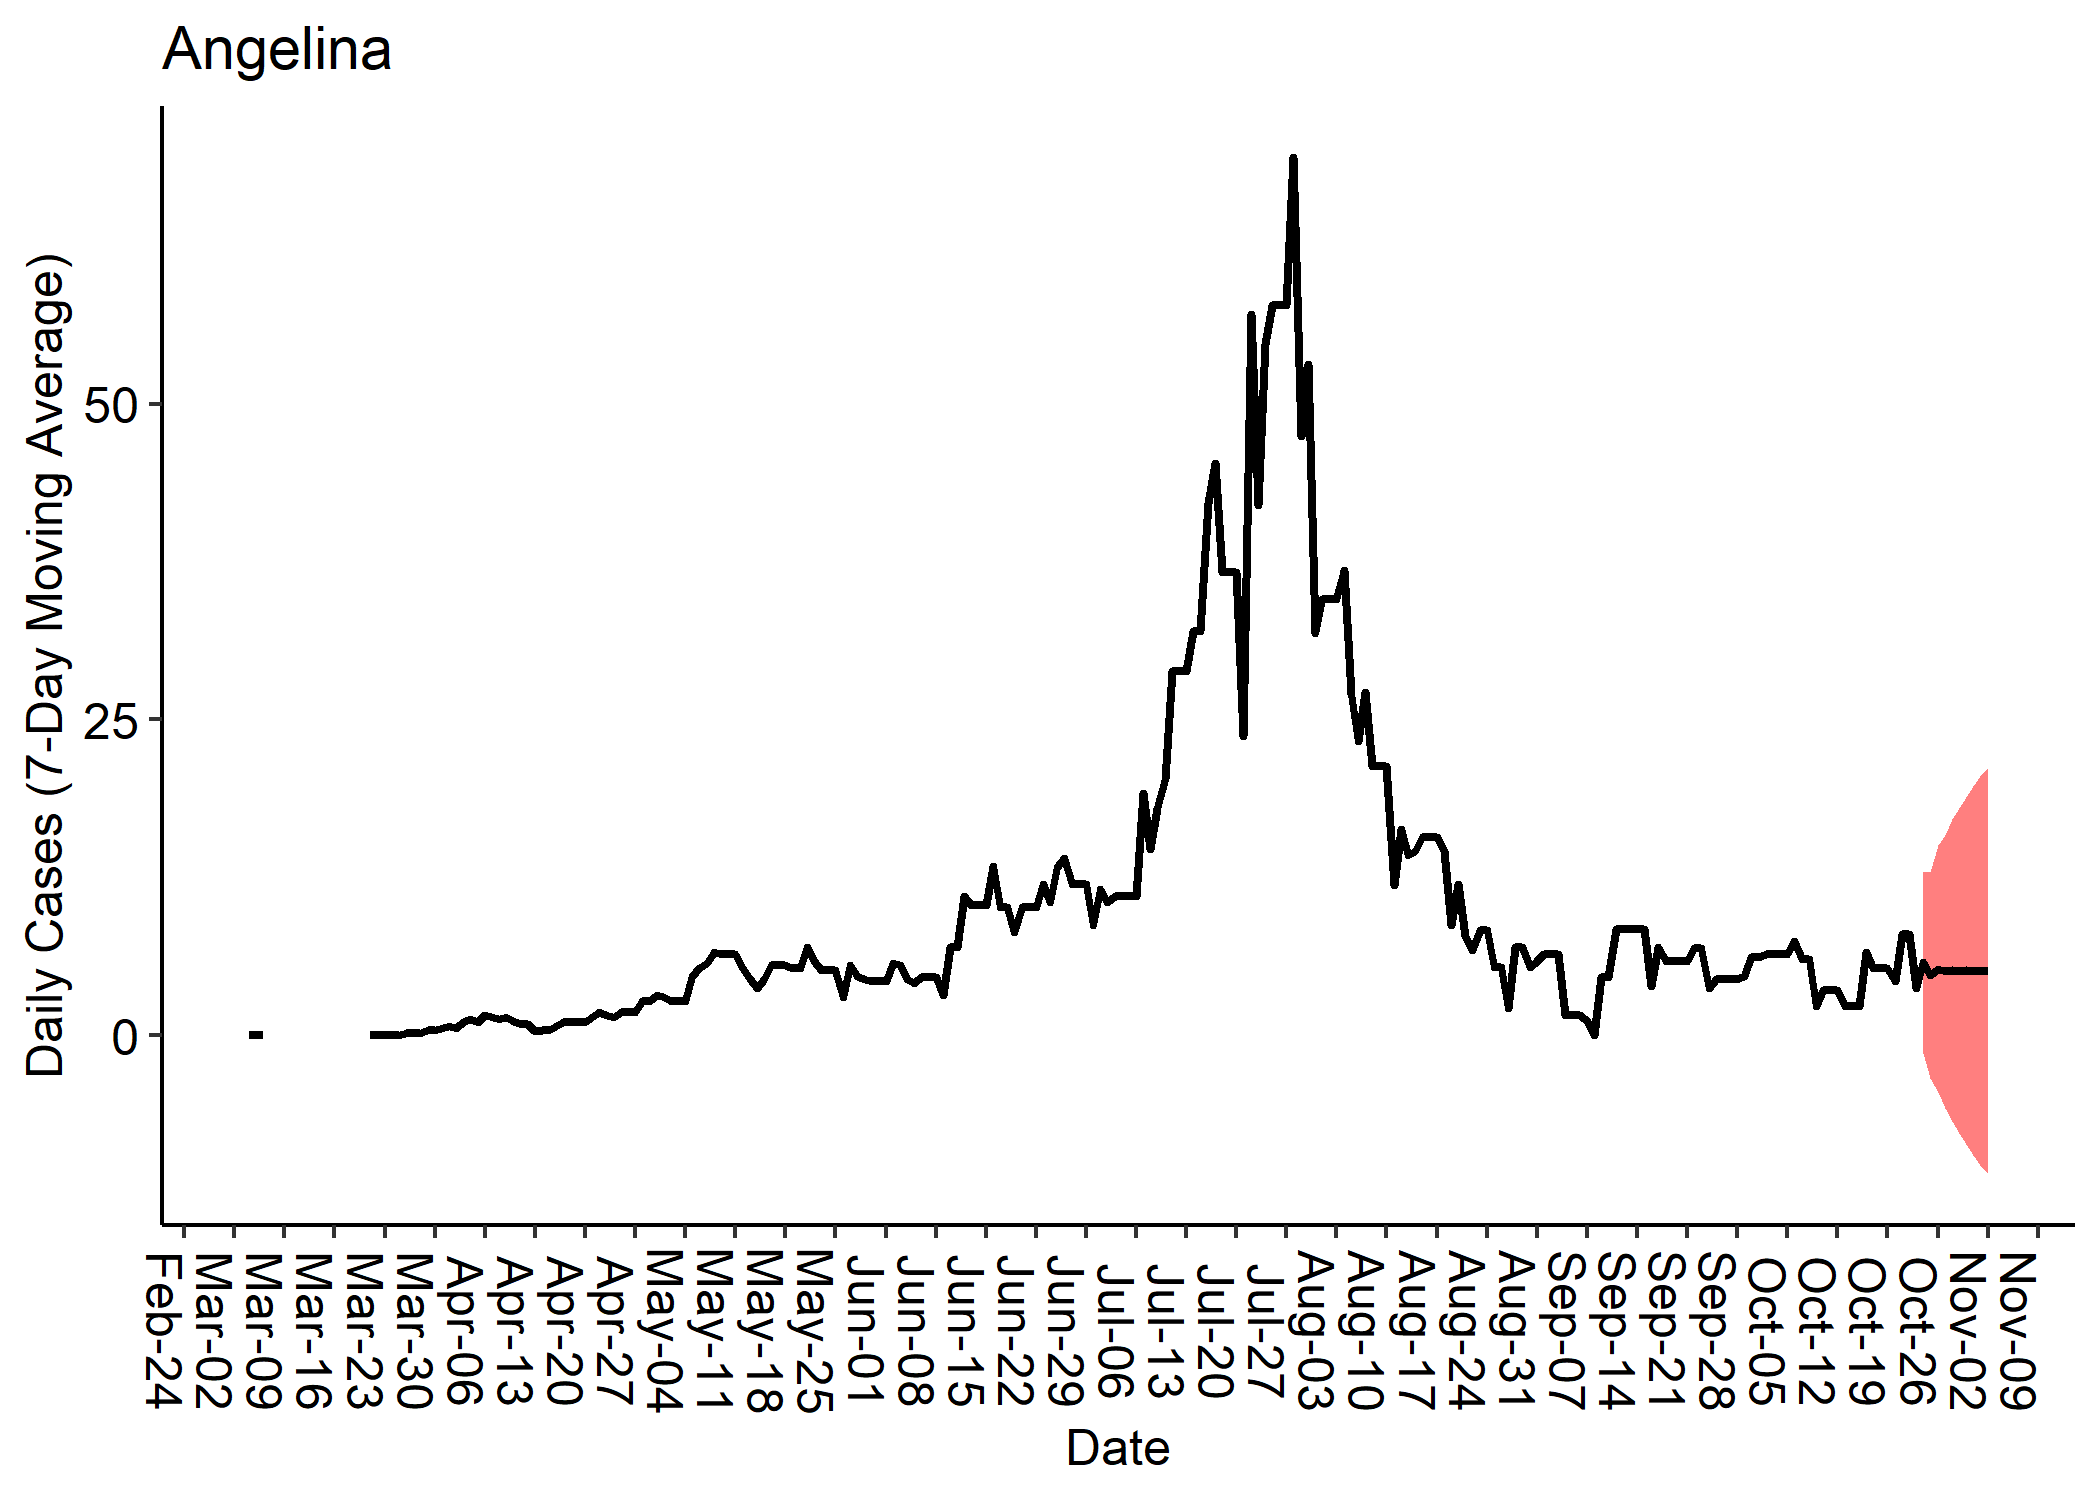 Angelina
Daily Cases (7-Day Moving Average)
50
25
0
Feb-24
Mar-02
Mar-09
Mar-16
Mar-23
Mar-30
Apr-06
Apr-13
Apr-20
Apr-27
May-04
May-11
May-18
May-25
Jun-01
Jun-08
Jun-15
Jun-22
Jun-29
Jul-06
Jul-13
Jul-20
Jul-27
Aug-03
Aug-10
Aug-17
Aug-24
Aug-31
Sep-07
Sep-14
Sep-21
Sep-28
Oct-05
Oct-12
Oct-19
Oct-26
Nov-02
Nov-09
Date